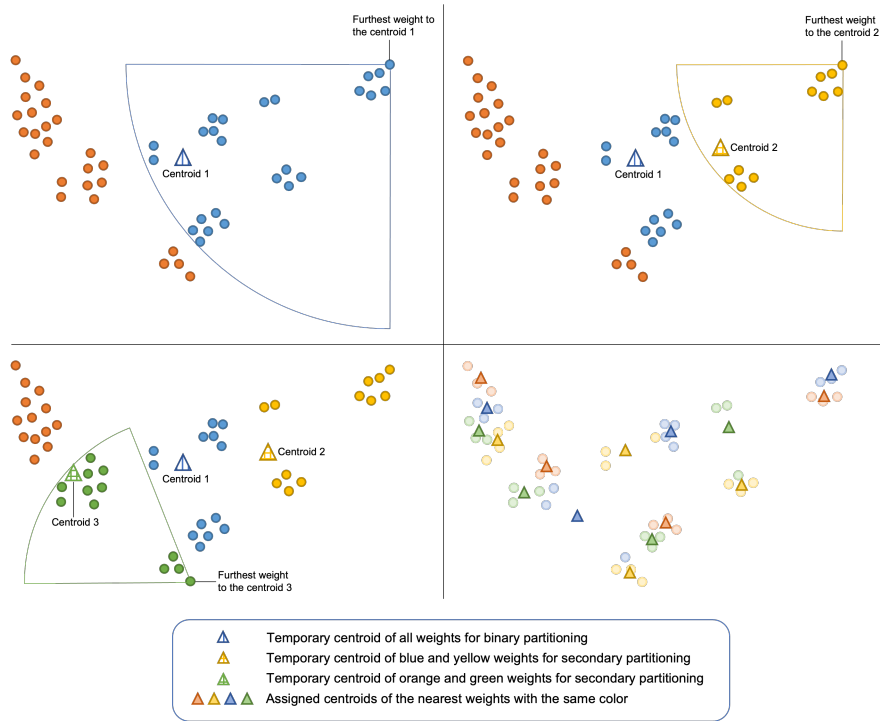 Furthest weight to
the centroid 1
Centroid 1
Furthest weight
to the centroid 2
Centroid 2
Centroid 1
Centroid 1
Centroid 2
Centroid 3
Furthest weight
to the centroid 3
Temporary centroid of all weights for binary partitioning
Temporary centroid of blue and yellow weights for secondary partitioning
Temporary centroid of orange and green weights for secondary partitioning
Assigned centroids of the nearest weights with the same color